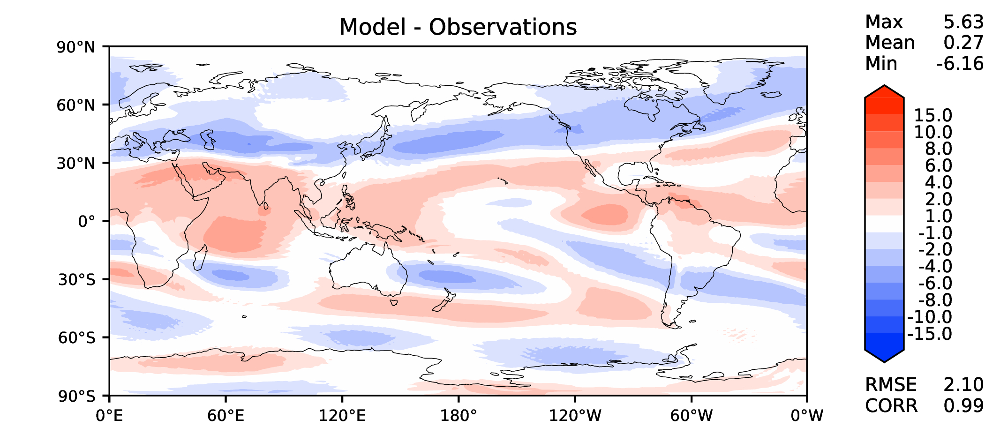 Model - Observations
Max 5.63
Mean 0.27
Min -6.16
90°N
60°N
30°N
0°
30°S
60°S
90°S
0°E 60°E 120°E 180° 120°W 60°W 0°W
15.0
10.0
8.0
6.0
4.0
2.0
1.0
-1.0
-2.0
-4.0
-6.0
-8.0
-10.0
-15.0
RMSE 2.10
CORR 0.99